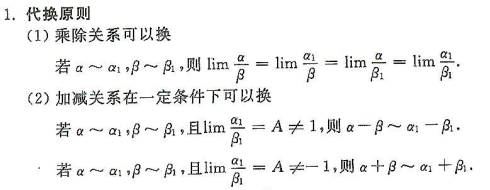 1. 代换原则
(1) 乘除关系可以换
若 α ~ α₁, β ~ β₁, 则 lim α/β = lim α₁/β = lim α/β₁ = lim α₁/β₁.
(2) 加减关系在一定条件下可以换
若 α ~ α₁, β ~ β₁, 且 lim α₁/β₁ = A ≠ 1, 则 α − β ~ α₁ − β₁.
若 α ~ α₁, β ~ β₁, 且 lim α₁/β₁ = A ≠ −1, 则 α + β ~ α₁ + β₁.